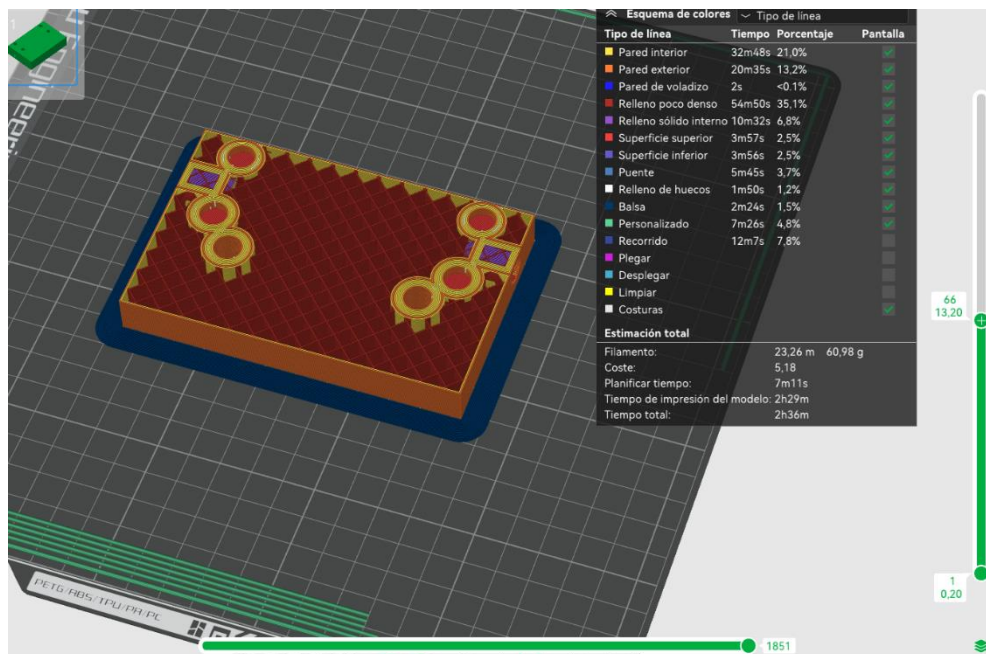 1
Esquema de colores Tipo de línea
Tipo de línea Tiempo Porcentaje Pantalla
Pared interior 32m48s 21,0%
Pared exterior 20m35s 13,2%
Pared de voladizo 2s <0.1%
Relleno poco denso 54m50s 35,1%
Relleno sólido interno 10m32s 6,8%
Superficie superior 3m57s 2,5%
Superficie inferior 3m56s 2,5%
Puente 5m45s 3,7%
Relleno de huecos 1m50s 1,2%
Balsa 2m24s 1,5%
Personalizado 7m26s 4,8%
Recorrido 12m7s 7,8%
Plegar
Desplegar
Limpiar
Costuras
Estimación total
Filamento: 23,26 m 60,98 g
Coste: 5,18
Planificar tiempo: 7m11s
Tiempo de impresión del modelo: 2h29m
Tiempo total: 2h36m
66
13,20
1
0,20
PETG/ABS/TPU/PA/PC
1851